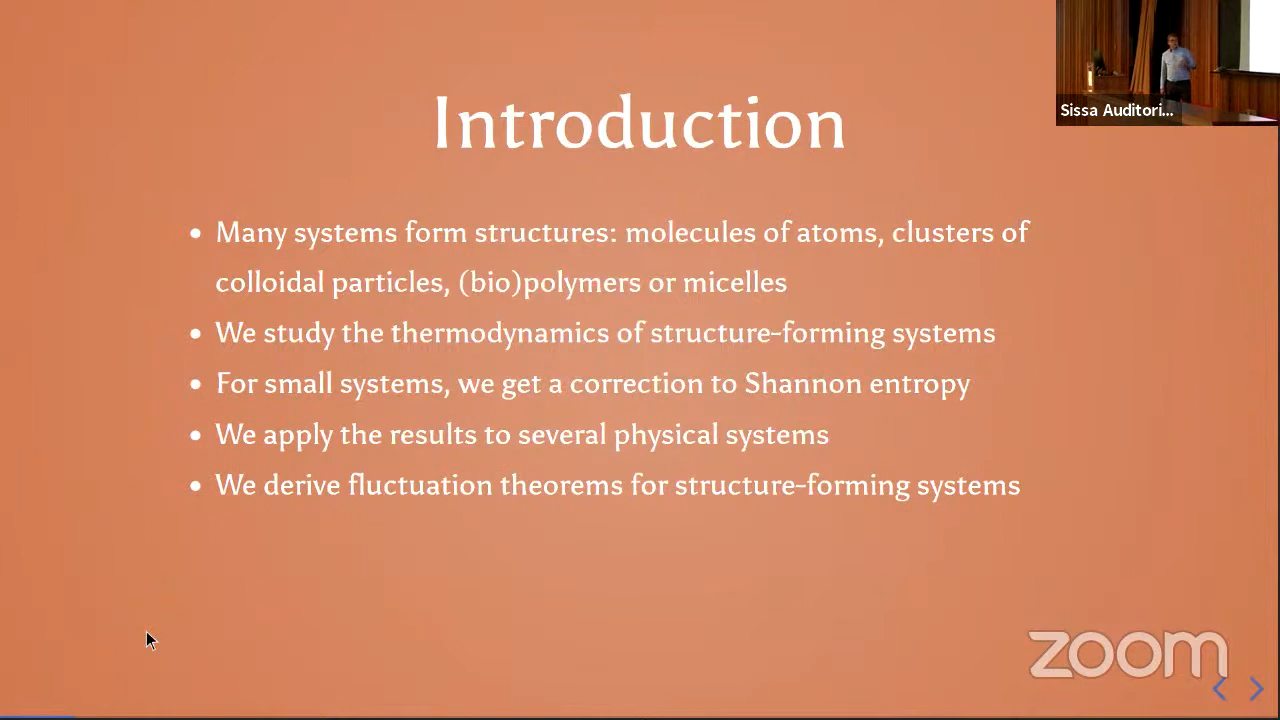 Sissa Auditori...
Introduction
• Many systems form structures: molecules of atoms, clusters of
colloidal particles, (bio)polymers or micelles
• We study the thermodynamics of structure-forming systems
• For small systems, we get a correction to Shannon entropy
• We apply the results to several physical systems
• We derive fluctuation theorems for structure-forming systems
zoom